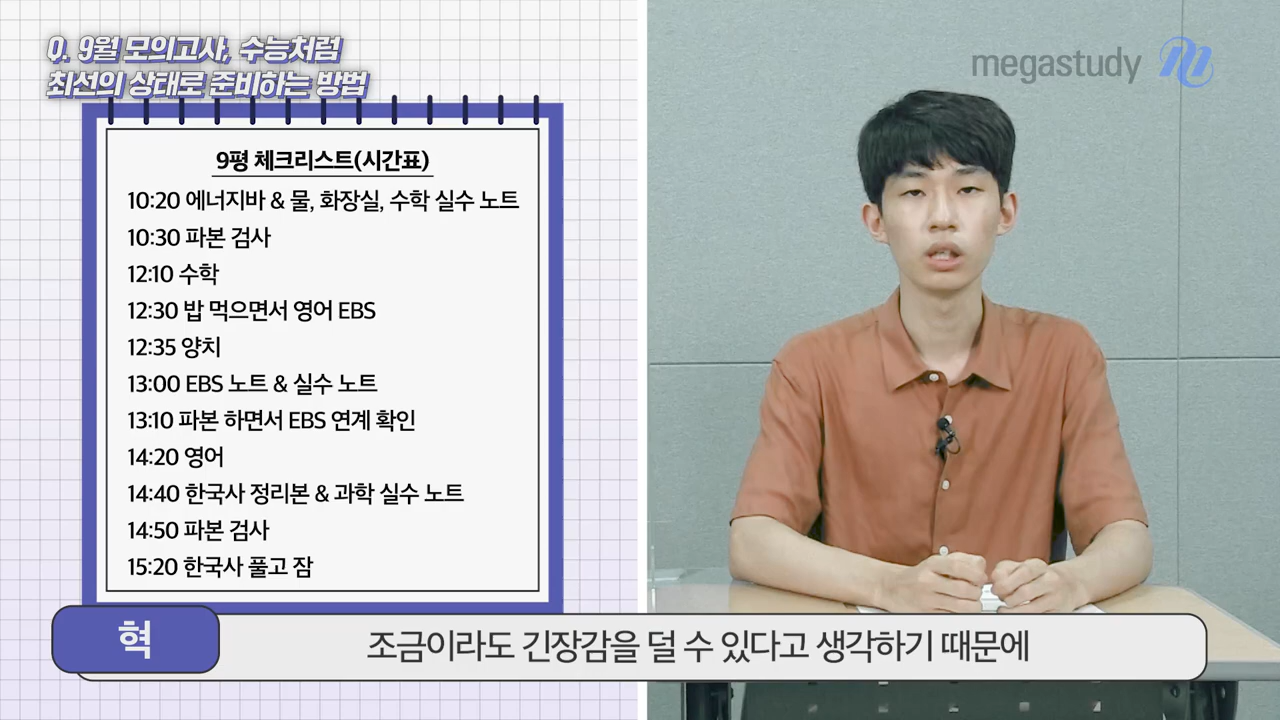 Q. 9월 모의고사, 수능처럼
최선의 상태로 준비하는 방법
megastudy
9평 체크리스트(시간표)
10:20 에너지바 & 물, 화장실, 수학 실수 노트
10:30 파본 검사
12:10 수학
12:30 밥 먹으면서 영어 EBS
12:35 양치
13:00 EBS 노트 & 실수 노트
13:10 파본 하면서 EBS 연계 확인
14:20 영어
14:40 한국사 정리본 & 과학 실수 노트
14:50 파본 검사
15:20 한국사 풀고 잠
혁
조금이라도 긴장감을 덜 수 있다고 생각하기 때문에